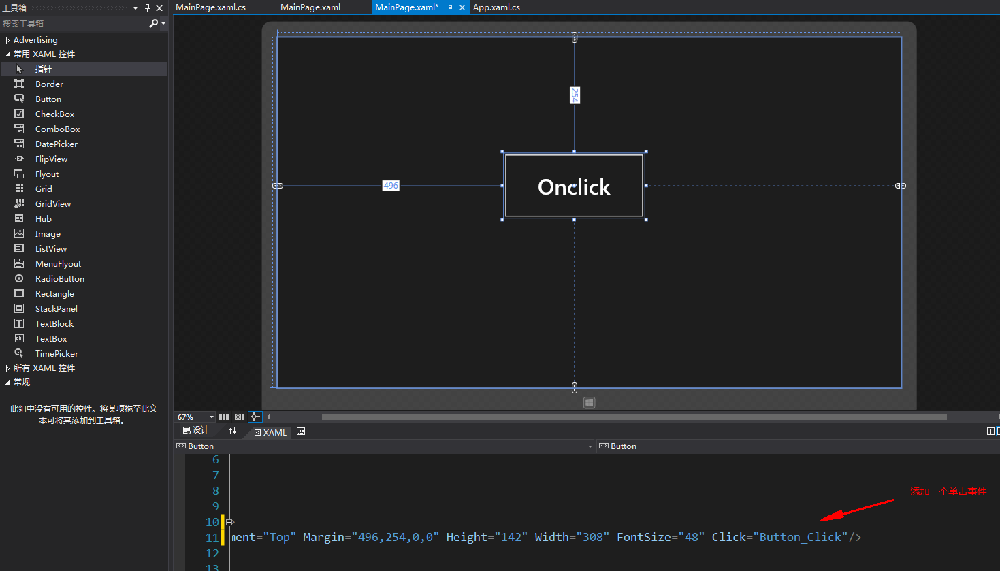 工具箱
搜索工具箱
Advertising
常用 XAML 控件
指针
Border
Button
CheckBox
ComboBox
DatePicker
FlipView
Flyout
Grid
GridView
Hub
Image
ListView
MenuFlyout
RadioButton
Rectangle
StackPanel
TextBlock
TextBox
TimePicker
所有 XAML 控件
常规
此组中没有可用的控件。将某项拖至此文
本可将其添加到工具箱。
MainPage.xaml.cs MainPage.xaml MainPage.xaml* App.xaml.cs
254
496
Onclick
67%
设计 XAML
Button Button
6
7
8
9
添加一个单击事件
10
11 ment="Top" Margin="496,254,0,0" Height="142" Width="308" FontSize="48" Click="Button_Click"/>
12
13